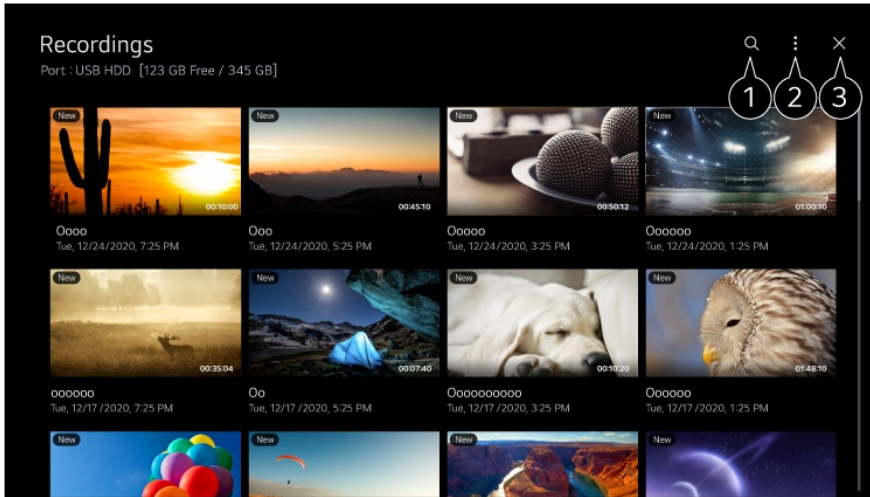 Recordings
Port : USB HDD [123 GB Free / 345 GB]
1 2 3
New New New New
00:10:00 00:45:10 00:50:12 01:00:10
Oooo Ooo Ooooo Oooooo
Tue, 12/24/2020, 7:25 PM Tue, 12/24/2020, 5:25 PM Tue, 12/24/2020, 3:25 PM Tue, 12/24/2020, 1:25 PM
New New New New
00:35:04 00:07:40 00:10:20 01:48:10
oooooo Oo Oooooooooo Oooooo
Tue, 12/17 /2020, 7:25 PM Tue, 12/17 /2020, 5:25 PM Tue, 12/17 /2020, 3:25 PM Tue, 12/17 /2020, 1:25 PM
New New New New